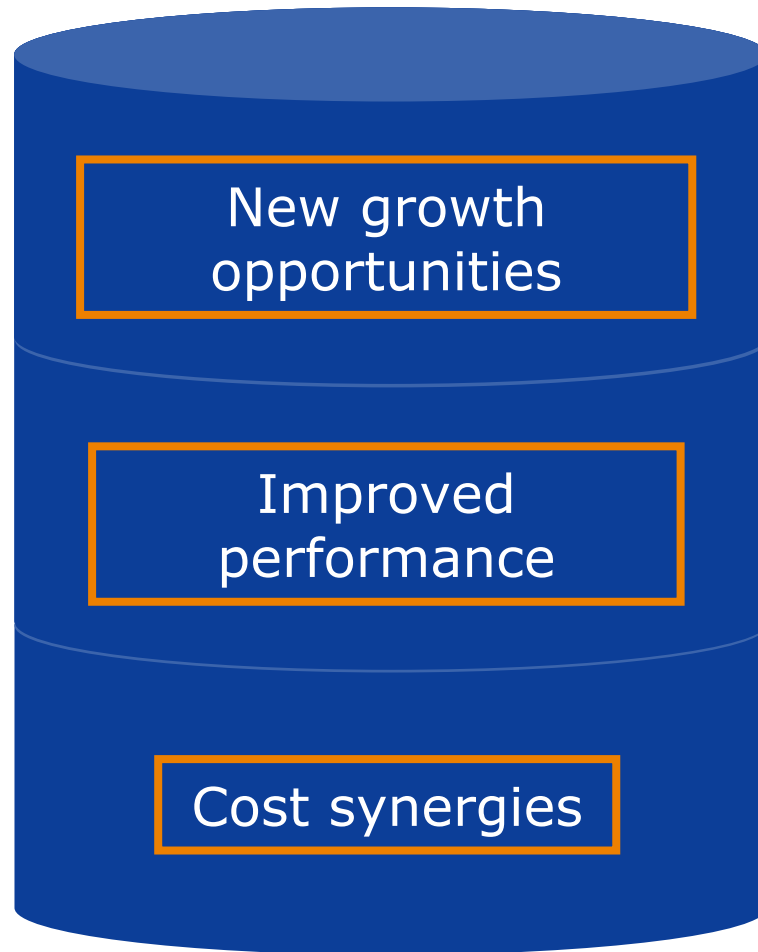 New growth
opportunities
Improved
performance
Cost synergies